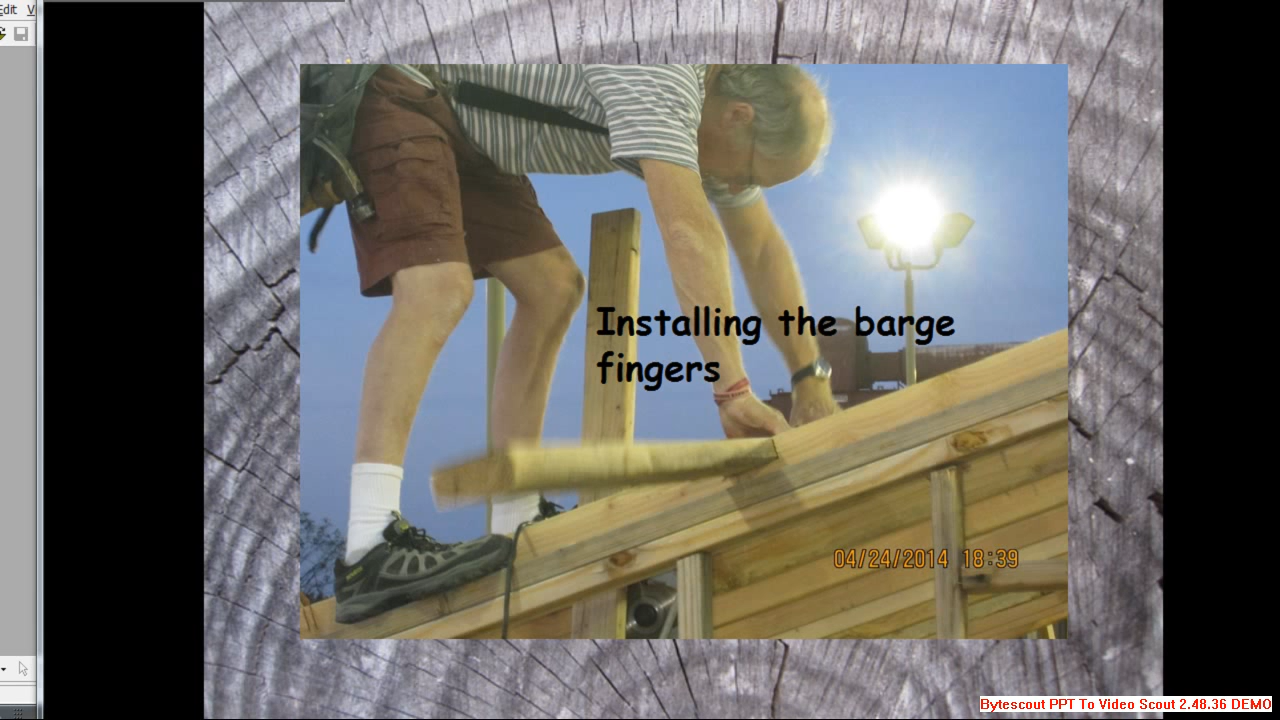 Edit V
Installing the barge
fingers
04/24/2014 18:39
Bytescout PPT To Video Scout 2.48.36 DEMO